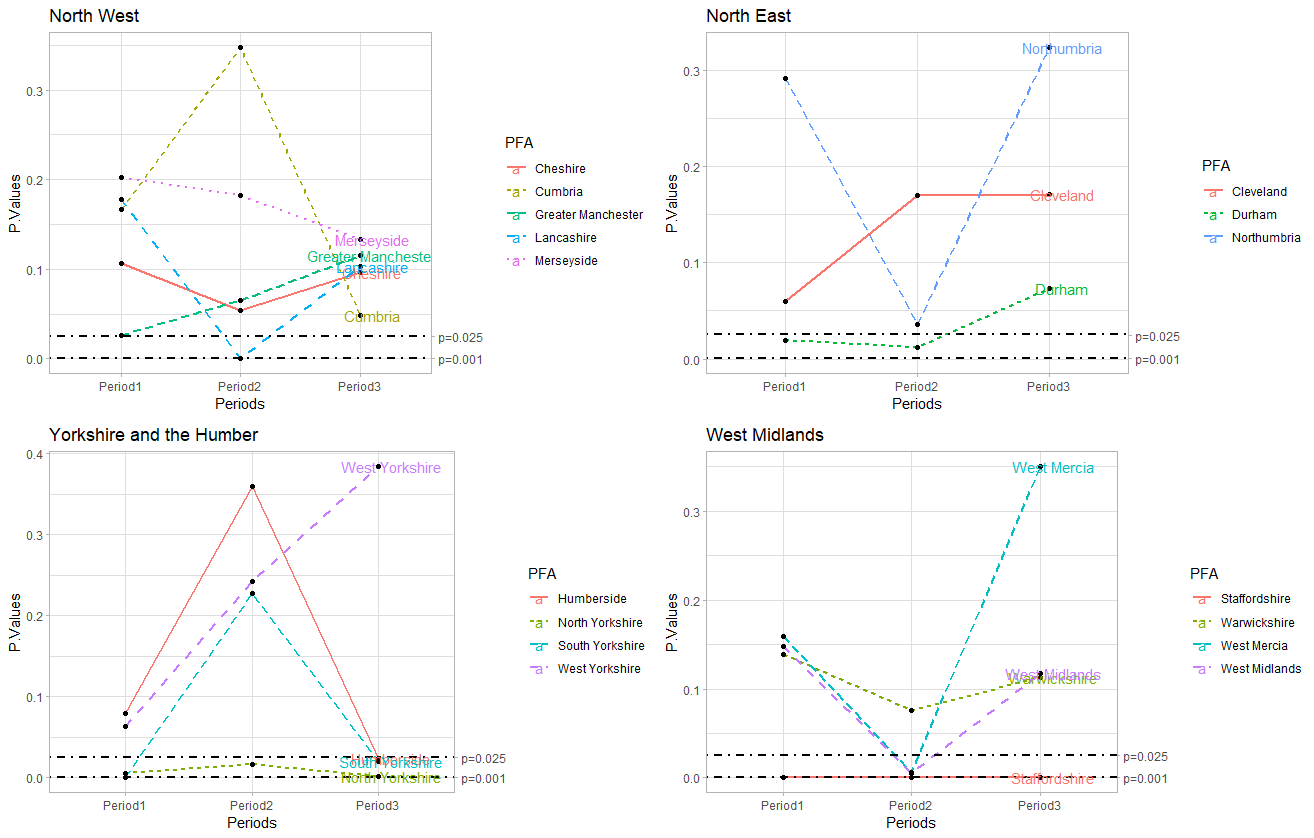 North West
P.Values
0.3
0.2
0.1
0.0
Merseyside
Greater Mancheste
Lancashire
Cheshire
Cumbria
p=0.025
p=0.001
Period1 Period2 Period3
Periods
PFA
a Cheshire
a Cumbria
a Greater Manchester
a Lancashire
a Merseyside
North East
P.Values
0.3
0.2
0.1
0.0
Northumbria
Cleveland
Durham
p=0.025
p=0.001
Period1 Period2 Period3
Periods
PFA
a Cleveland
a Durham
a Northumbria
Yorkshire and the Humber
P.Values
0.4
0.3
0.2
0.1
0.0
West Yorkshire
Humberside
South Yorkshire
North Yorkshire
p=0.025
p=0.001
Period1 Period2 Period3
Periods
PFA
a Humberside
a North Yorkshire
a South Yorkshire
a West Yorkshire
West Midlands
P.Values
0.3
0.2
0.1
0.0
West Mercia
West Midlands
Warwickshire
Staffordshire
p=0.025
p=0.001
Period1 Period2 Period3
Periods
PFA
a Staffordshire
a Warwickshire
a West Mercia
a West Midlands